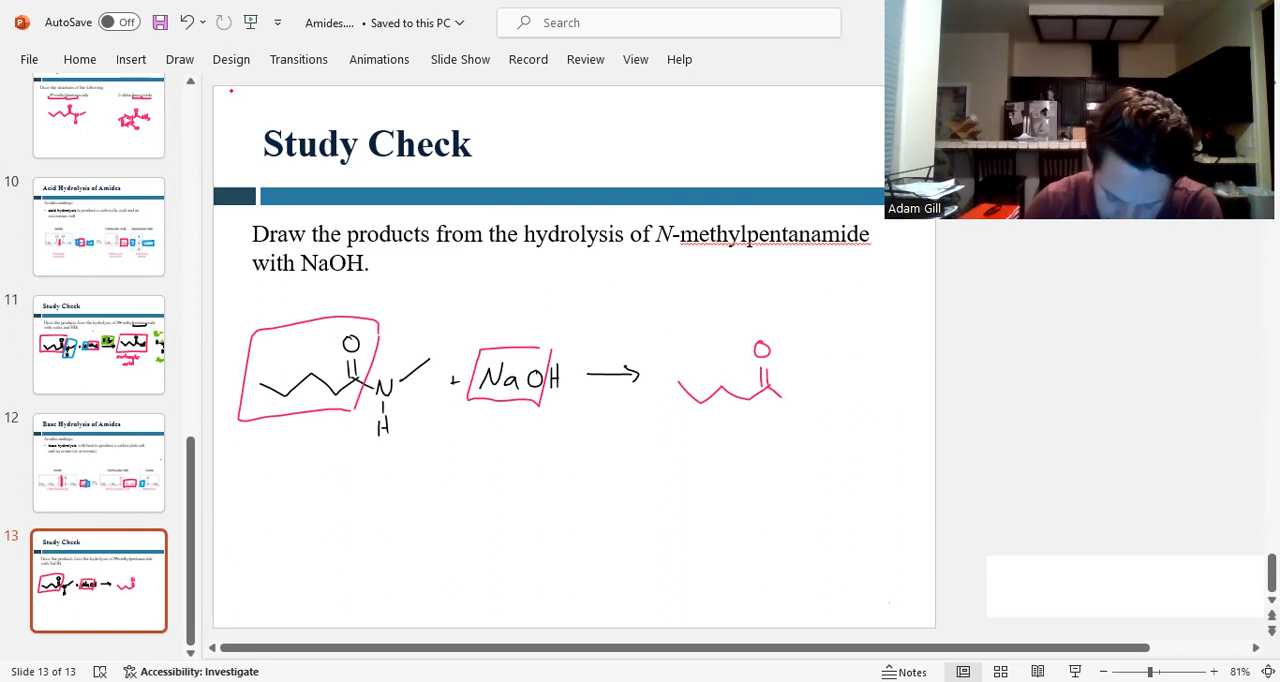 AutoSave Off Amides.... • Saved to this PC Search
File Home Insert Draw Design Transitions Animations Slide Show Record Review View Help
Adam Gill
10
Acid Hydrolysis of Amides
11
Study Check
12
Base Hydrolysis of Amides
13
Study Check
Study Check
Draw the products from the hydrolysis of N-methylpentanamide
with NaOH.
O
N
H
+ NaOH →
O
Slide 13 of 13 Accessibility: Investigate Notes 81%